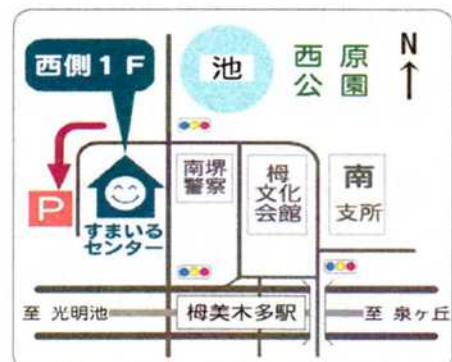 西側1F
池
西原
公園
N
P
すまいる
センター
南堺
警察
栂
文化
会館
南
支所
至 光明池
栂美木多駅
至 泉ヶ丘